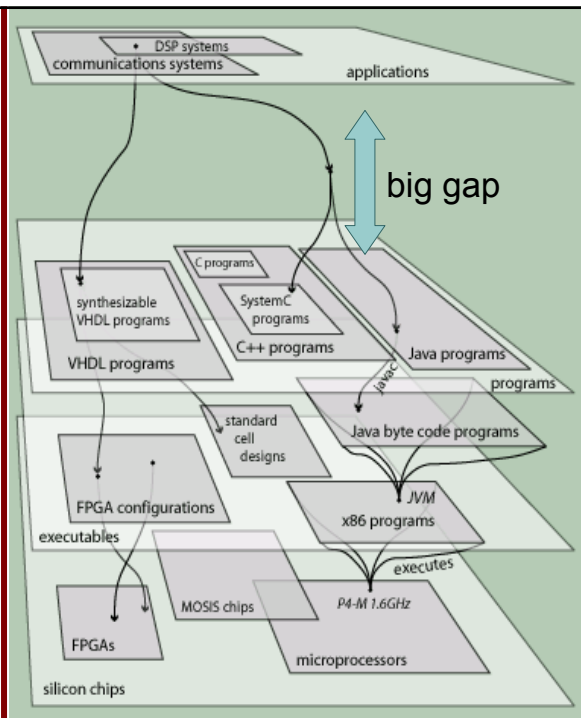 DSP systems
communications systems
applications
big gap
C programs
synthesizable
VHDL programs
SystemC
programs
VHDL programs
C++ programs
Java programs
programs
javac
standard
cell
designs
Java byte code programs
FPGA configurations
JVM
x86 programs
executables
executes
MOSIS chips
P4-M 1.6GHz
FPGAs
microprocessors
silicon chips